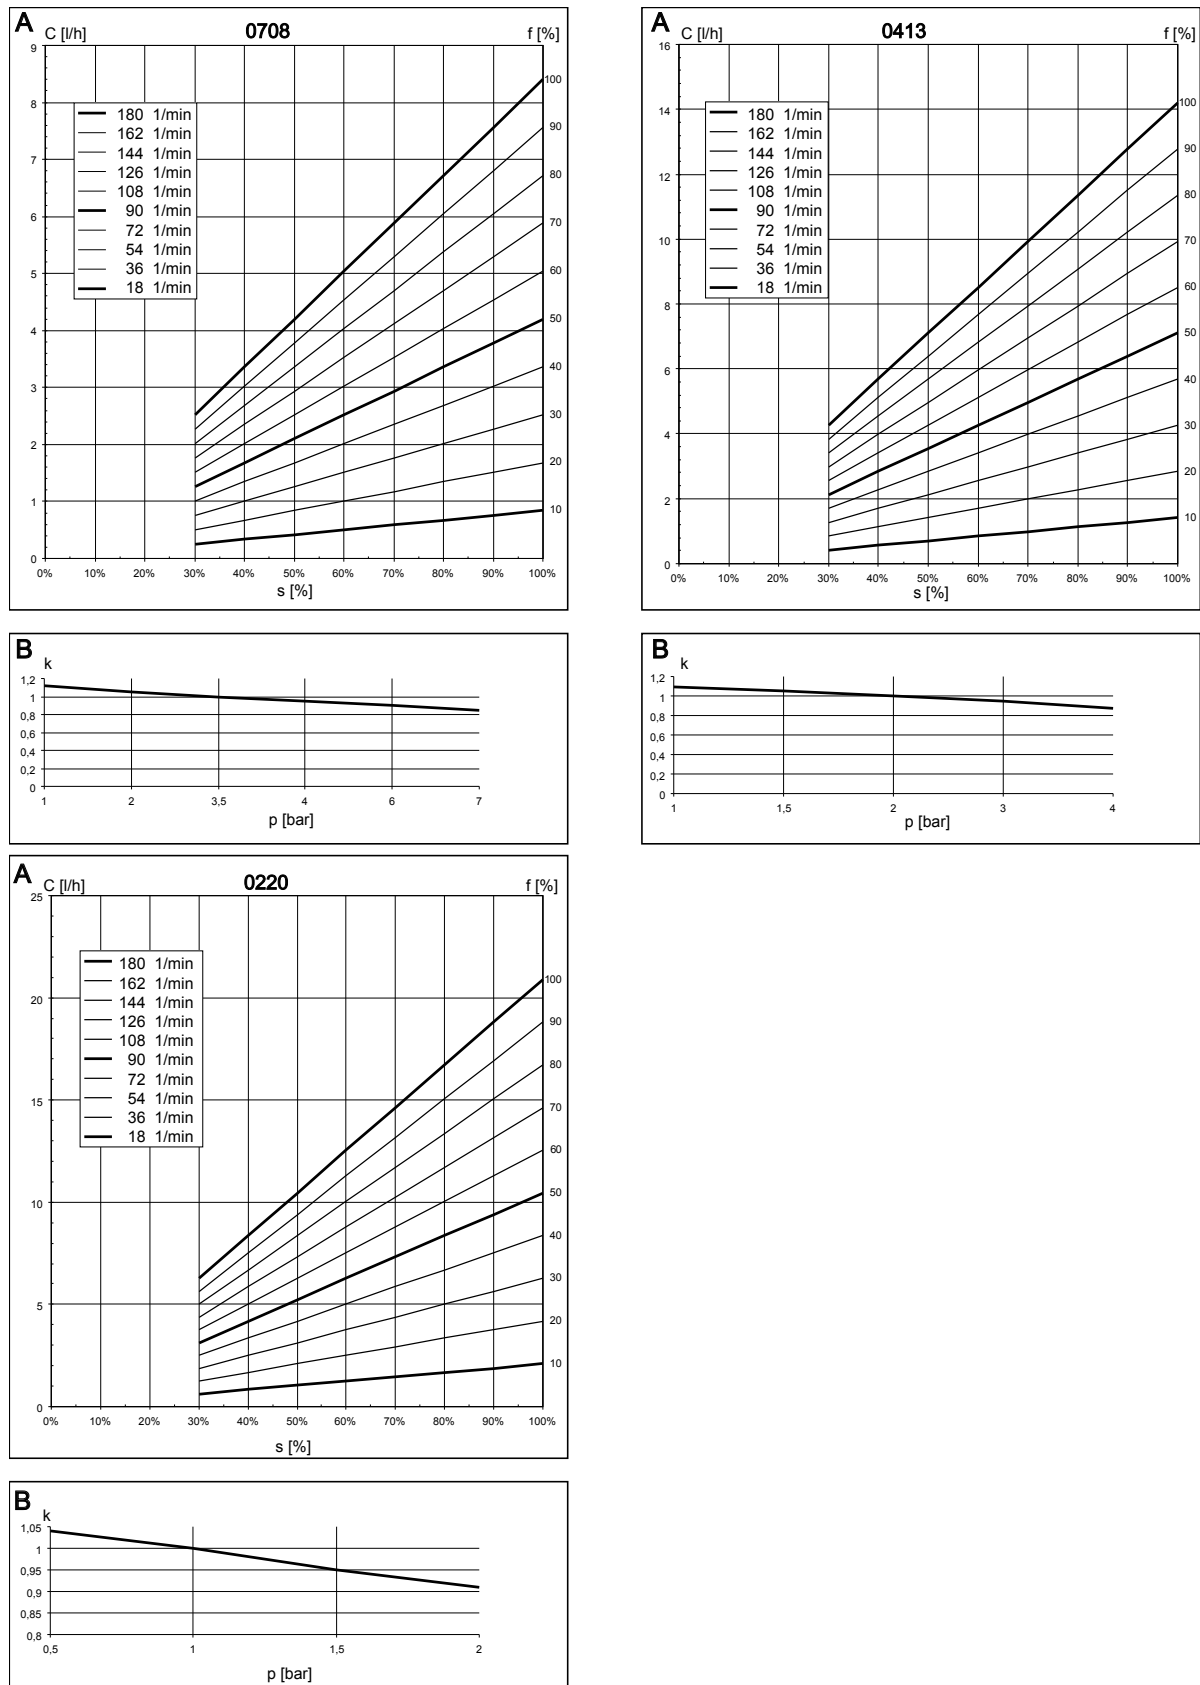 A
C [l/h] 0708 f [%]
9
8
7
6
5
4
3
2
1
0
180 1/min
162 1/min
144 1/min
126 1/min
108 1/min
90 1/min
72 1/min
54 1/min
36 1/min
18 1/min
100
90
80
70
60
50
40
30
20
10
0% 10% 20% 30% 40% 50% 60% 70% 80% 90% 100%
s [%]
A
C [l/h] 0413 f [%]
16
14
12
10
8
6
4
2
0
180 1/min
162 1/min
144 1/min
126 1/min
108 1/min
90 1/min
72 1/min
54 1/min
36 1/min
18 1/min
100
90
80
70
60
50
40
30
20
10
0% 10% 20% 30% 40% 50% 60% 70% 80% 90% 100%
s [%]
B
k
1,2
1
0,8
0,6
0,4
0,2
0
1 2 3,5 4 6 7
p [bar]
B
k
1,2
1
0,8
0,6
0,4
0,2
0
1 1,5 2 3 4
p [bar]
A
C [l/h] 0220 f [%]
25
20
15
10
5
0
180 1/min
162 1/min
144 1/min
126 1/min
108 1/min
90 1/min
72 1/min
54 1/min
36 1/min
18 1/min
100
90
80
70
60
50
40
30
20
10
0% 10% 20% 30% 40% 50% 60% 70% 80% 90% 100%
s [%]
B
k
1,05
1
0,95
0,9
0,85
0,8
0,5 1 1,5 2
p [bar]